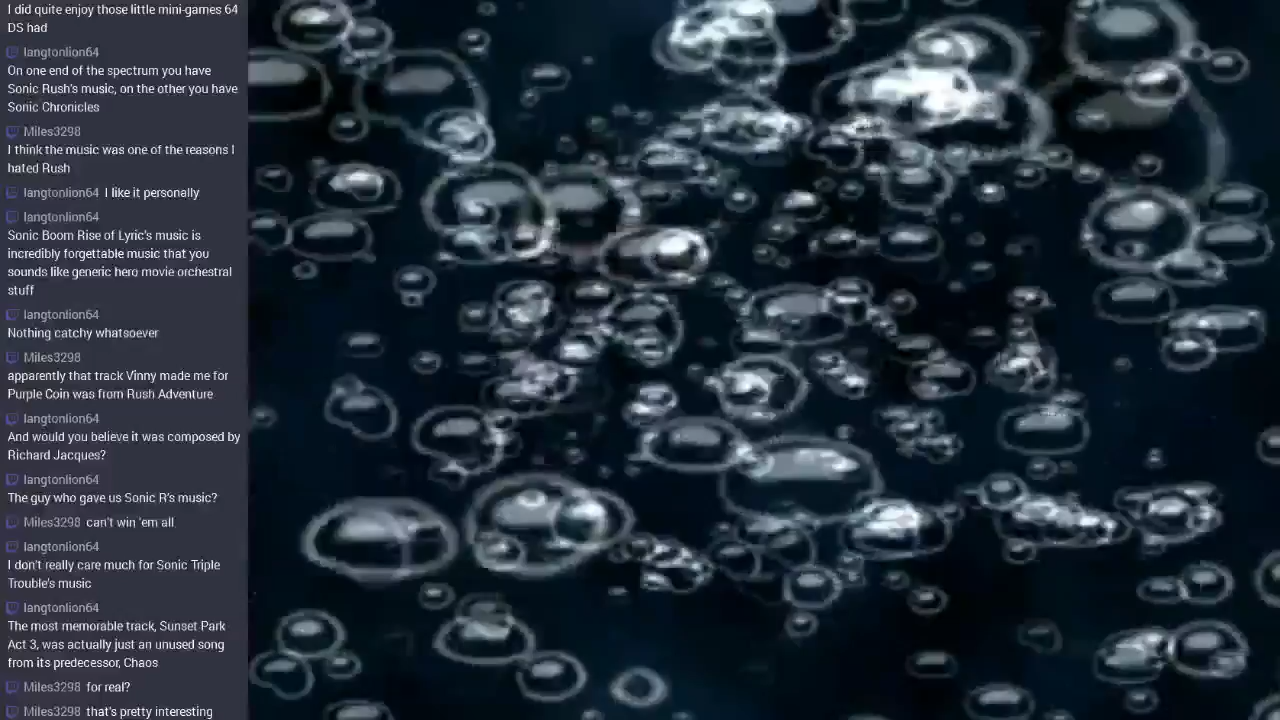 I did quite enjoy those little mini-games 64
DS had
langtonlion64
On one end of the spectrum you have
Sonic Rush's music, on the other you have
Sonic Chronicles
Miles3298
I think the music was one of the reasons I
hated Rush
langtonlion64 I like it personally
langtonlion64
Sonic Boom Rise of Lyric's music is
incredibly forgettable music that you
sounds like generic hero movie orchestral
stuff
langtonlion64
Nothing catchy whatsoever
Miles3298
apparently that track Vinny made me for
Purple Coin was from Rush Adventure
langtonlion64
And would you believe it was composed by
Richard Jacques?
langtonlion64
The guy who gave us Sonic R's music?
Miles3298 can't win 'em all
langtonlion64
I don't really care much for Sonic Triple
Trouble's music
langtonlion64
The most memorable track, Sunset Park
Act 3, was actually just an unused song
from its predecessor, Chaos
Miles3298 for real?
Miles3298 that's pretty interesting